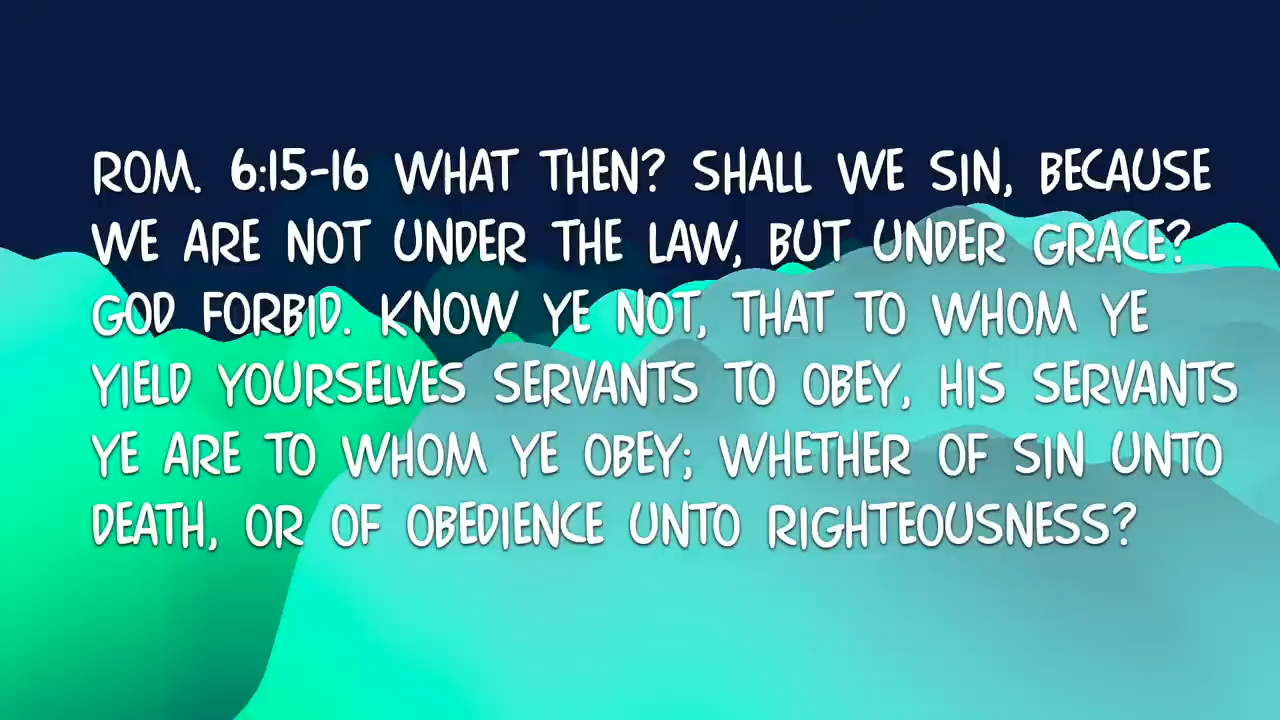 ROM. 6:15-16 WHAT THEN? SHALL WE SIN, BECAUSE
WE ARE NOT UNDER THE LAW, BUT UNDER GRACE?
GOD FORBID. KNOW YE NOT, THAT TO WHOM YE
YIELD YOURSELVES SERVANTS TO OBEY, HIS SERVANTS
YE ARE TO WHOM YE OBEY; WHETHER OF SIN UNTO
DEATH, OR OF OBEDIENCE UNTO RIGHTEOUSNESS?